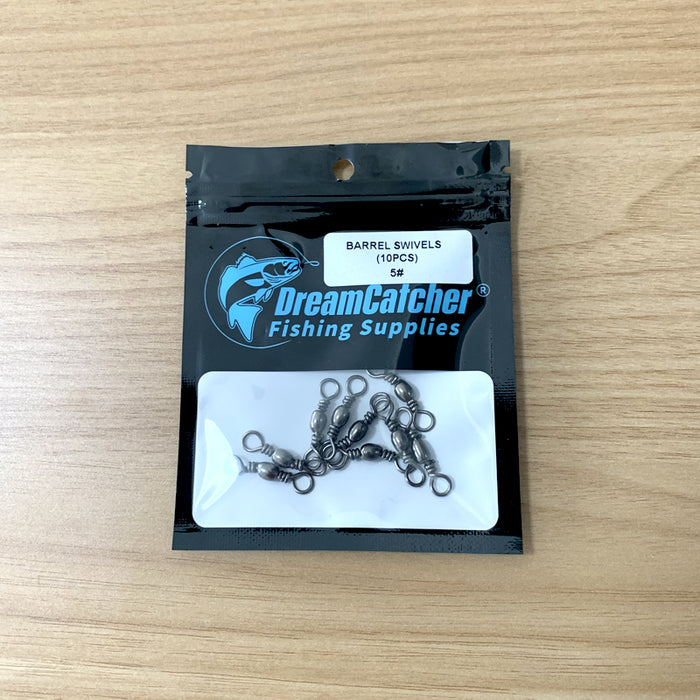 BARREL SWIVELS
(10PCS)
5#
DreamCatcher®
Fishing Supplies